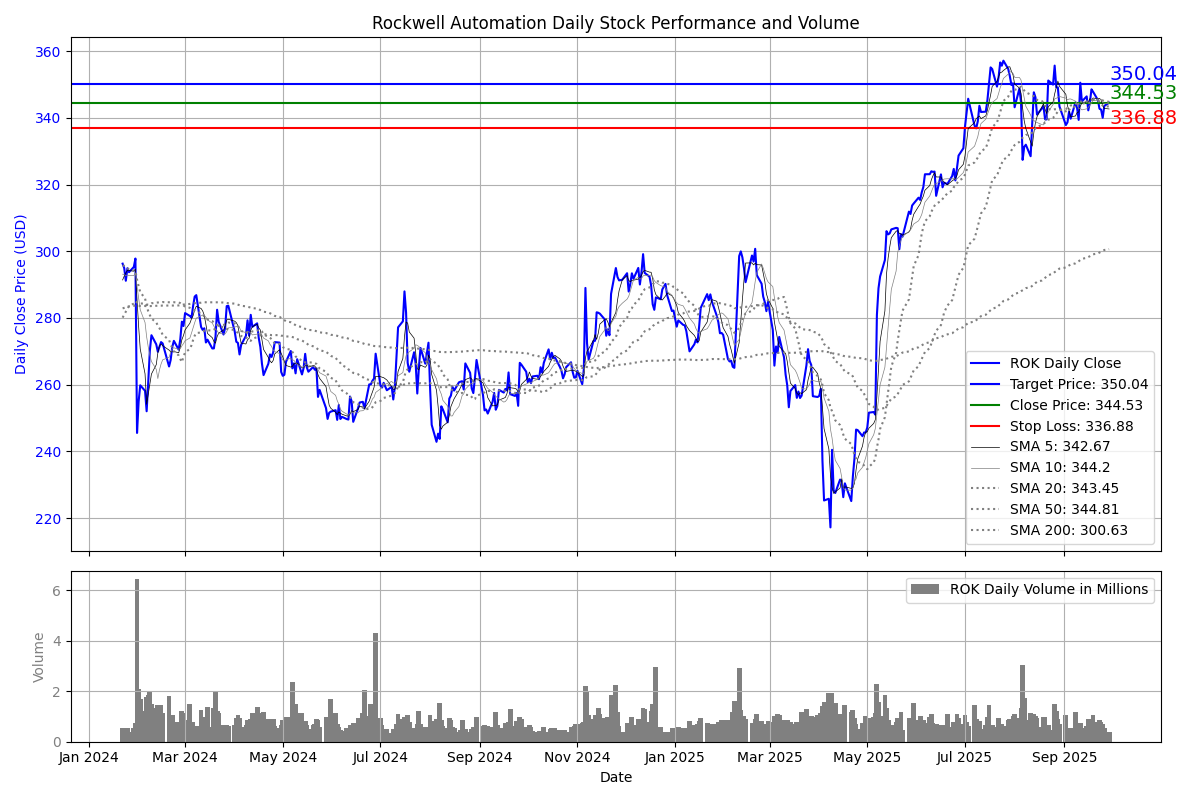 Rockwell Automation Daily Stock Performance and Volume
Daily Close Price (USD)
360
340
320
300
280
260
240
220
350.04
344.53
336.88
ROK Daily Close
Target Price: 350.04
Close Price: 344.53
Stop Loss: 336.88
SMA 5: 342.67
SMA 10: 344.2
SMA 20: 343.45
SMA 50: 344.81
SMA 200: 300.63
Volume
6
4
2
0
ROK Daily Volume in Millions
Jan 2024 Mar 2024 May 2024 Jul 2024 Sep 2024 Nov 2024 Jan 2025 Mar 2025 May 2025 Jul 2025 Sep 2025
Date